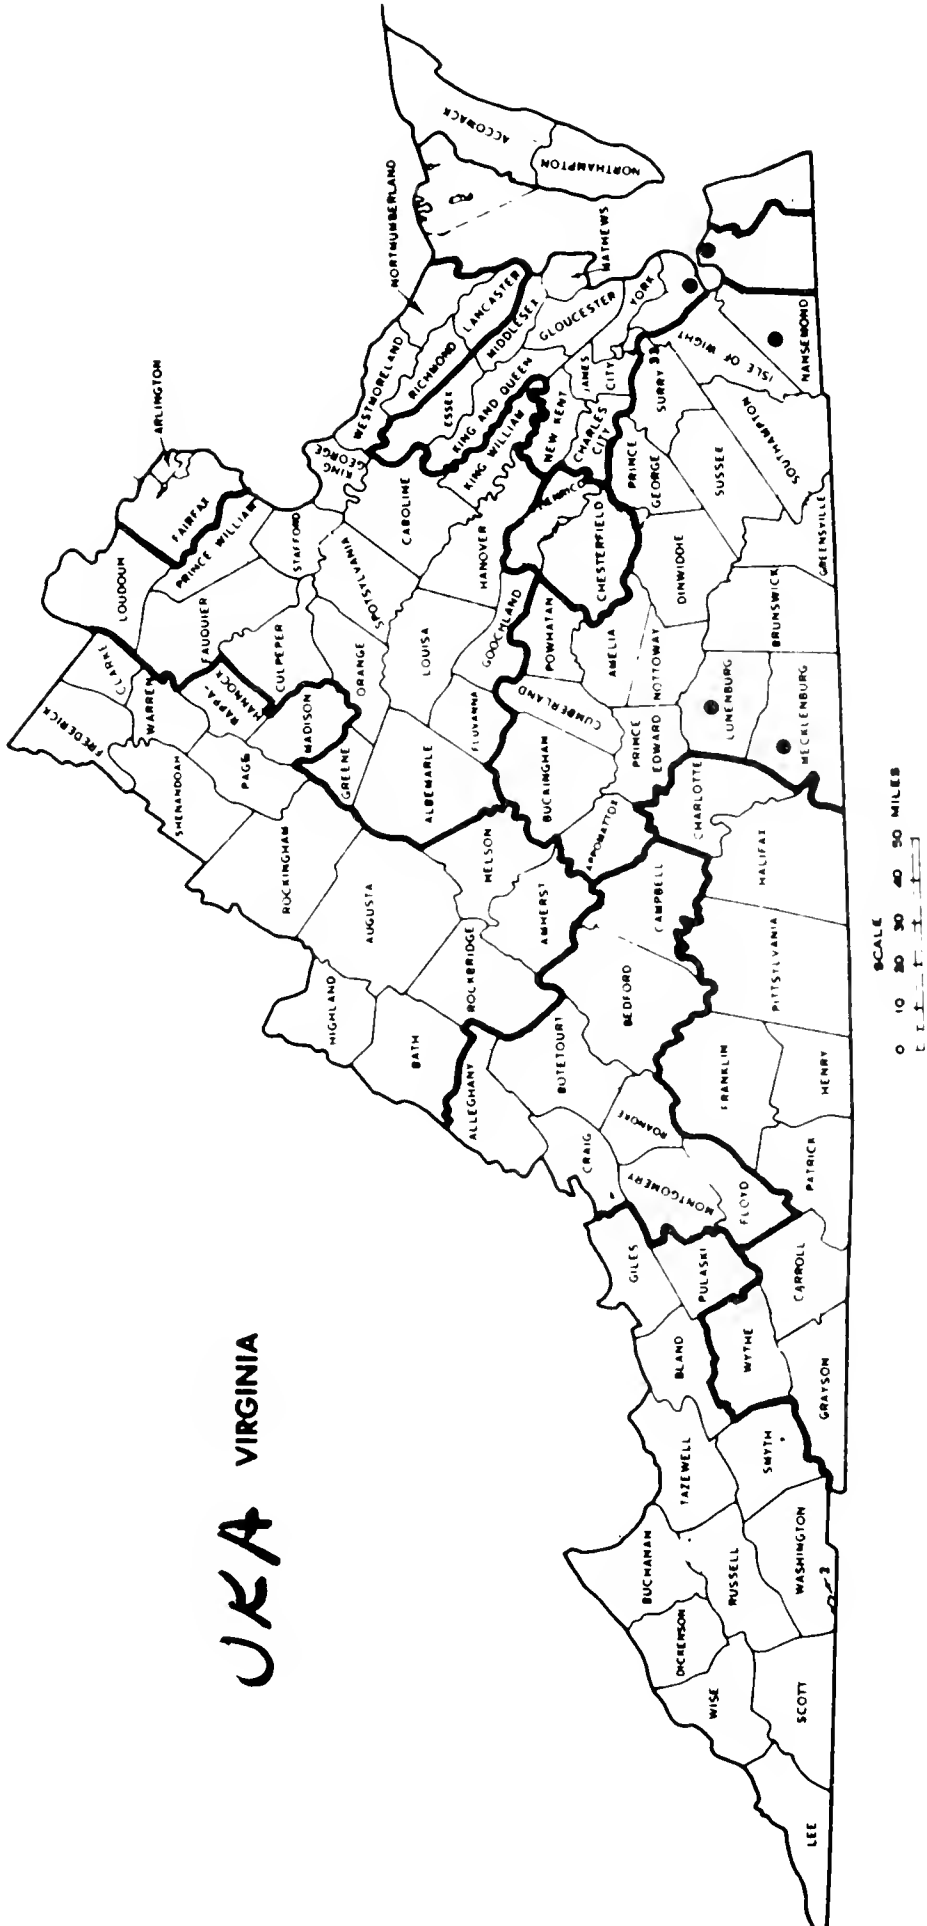 UKA VIRGINIA
ACCOMACK
NORTHAMPTON
NORTHUMBERLAND
MATHEWS
LANCASTER
RICHMOND
WESTMORELAND
MIDDLESEX
GLOUCESTER
YORK
ESSEX
KING AND QUEEN
KING WILLIAM
NEW KENT
JAMES
CITY
CHARLES
CITY
KING
GEORGE
ARLINGTON
FAIRFAX
PRINCE WILLIAM
LOUDOUN
STAFFORD
CAROLINE
SPOTSYLVANIA
HANOVER
HENRICO
CHESTERFIELD
PRINCE
GEORGE
SURRY 33
ISLE OF WIGHT
NANSEMOND
SOUTHAMPTON
SUSSEX
GREENSVILLE
DINWIDDIE
BRUNSWICK
FAUQUIER
CULPEPER
ORANGE
LOUISA
GOOCHLAND
POWHATAN
AMELIA
NOTTOWAY
LUNENBURG
MECKLENBURG
CLARKE
FREDERICK
WARREN
RAPPA-
HANNOCK
MADISON
GREENE
ALBEMARLE
FLUVANNA
CUMBERLAND
BUCKINGHAM
PRINCE
EDWARD
CHARLOTTE
APPOMATTOX
SHENANDOAH
PAGE
ROCKINGHAM
AUGUSTA
NELSON
AMHERST
CAMPBELL
HALIFAX
HIGHLAND
BATH
ROCKBRIDGE
BEDFORD
PITTSYLVANIA
ALLEGHANY
BOTETOURT
ROANOKE
FRANKLIN
HENRY
CRAIG
MONTGOMERY
FLOYD
PATRICK
GILES
PULASKI
CARROLL
BLAND
WYTHE
GRAYSON
TAZEWELL
SMYTH
BUCHANAN
RUSSELL
WASHINGTON
DICKENSON
WISE
SCOTT
LEE
SCALE
0 10 20 30 40 50 MILES